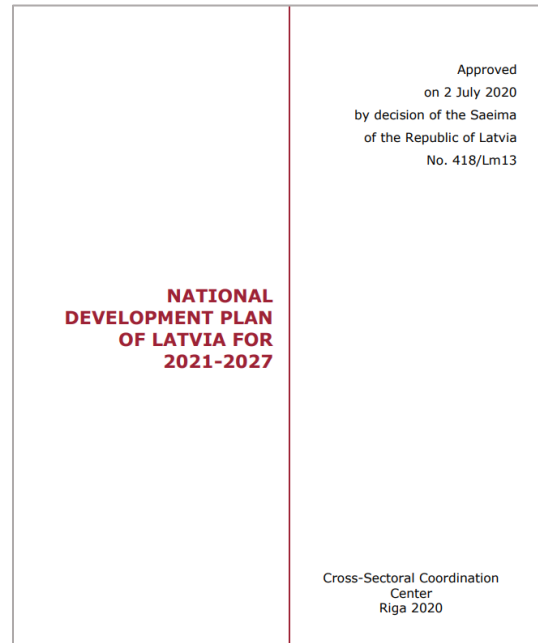 Approved
on 2 July 2020
by decision of the Saeima
of the Republic of Latvia
No. 418/Lm13
NATIONAL
DEVELOPMENT PLAN
OF LATVIA FOR
2021-2027
Cross-Sectoral Coordination
Center
Riga 2020